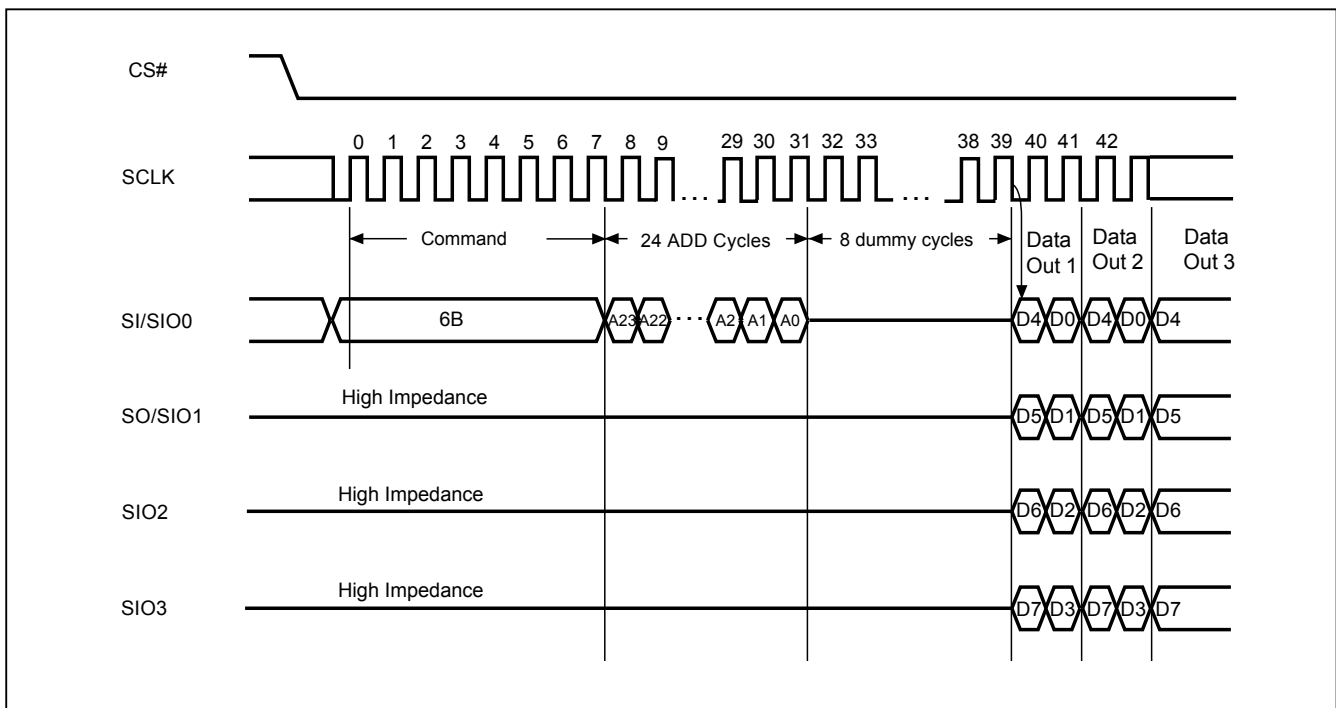 CS#
0 1 2 3 4 5 6 7 8 9 29 30 31 32 33 38 39 40 41 42
SCLK
Command 24 ADD Cycles 8 dummy cycles
Data Out 1
Data Out 2
Data Out 3
SI/SIO0 6B A23 A22 A2 A1 A0 D4 D0 D4 D0 D4
High Impedance
SO/SIO1 D5 D1 D5 D1 D5
High Impedance
SIO2 D6 D2 D6 D2 D6
High Impedance
SIO3 D7 D3 D7 D3 D7